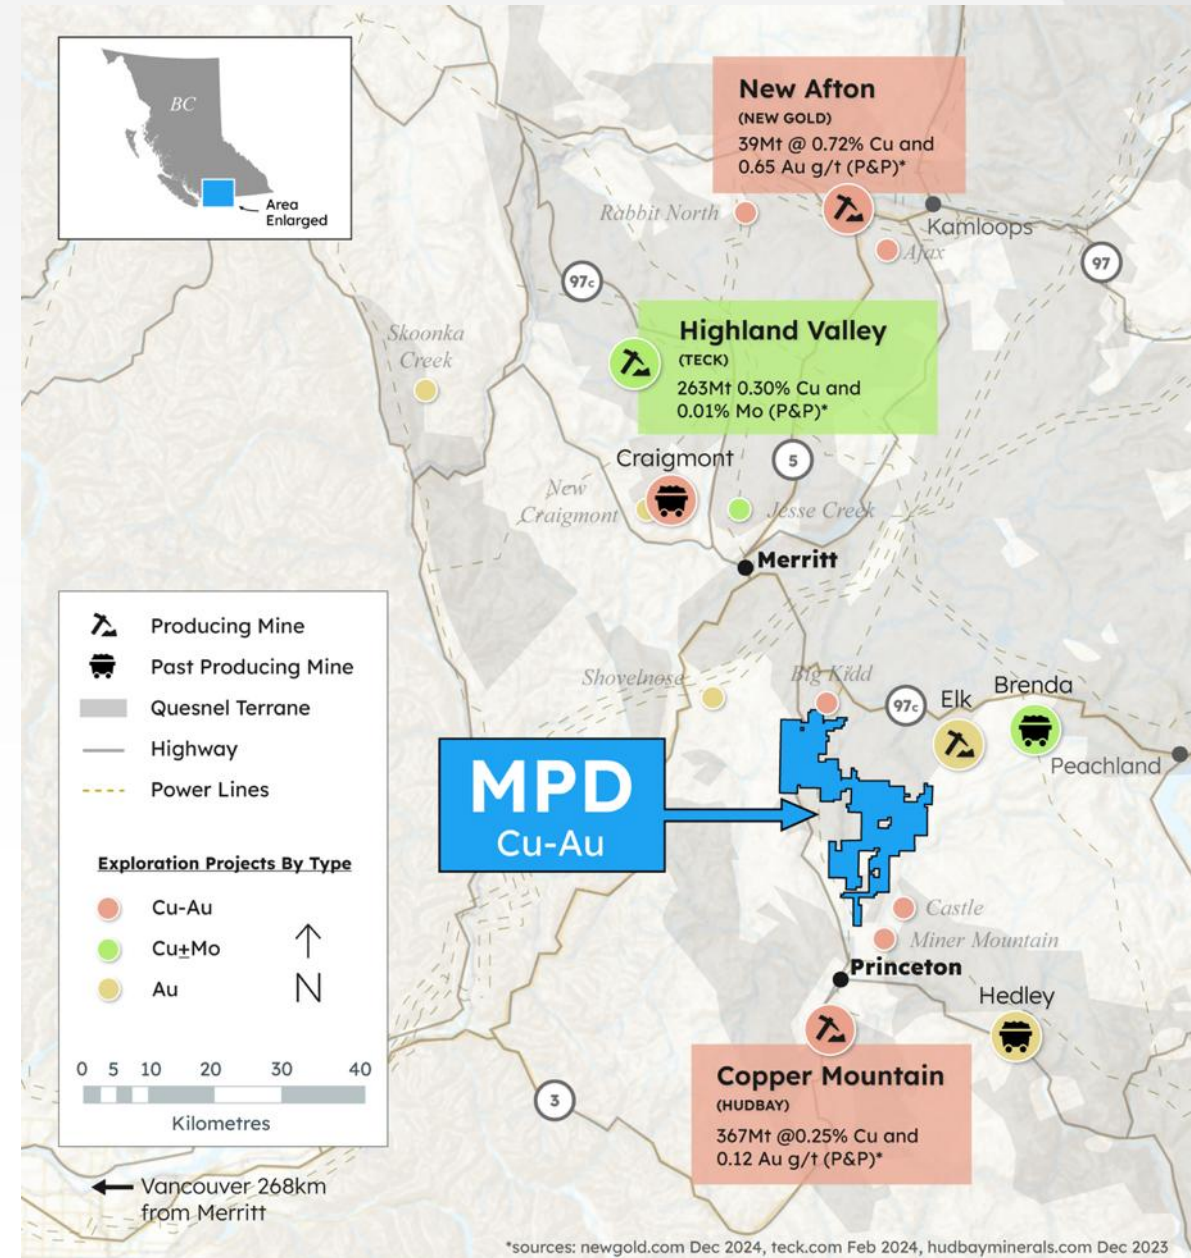 BC
Area
Enlarged
New Afton
(NEW GOLD)
39Mt @ 0.72% Cu and
0.65 Au g/t (P&P)*
Rabbit North
Kamloops
Ajax
97
97c
Highland Valley
(TECK)
263Mt 0.30% Cu and
0.01% Mo (P&P)*
Skoonka
Creek
Craigmont
5
New
Craigmont
Jesse Creek
Merritt
Producing Mine
Past Producing Mine
Quesnel Terrane
Highway
Power Lines
Exploration Projects By Type
Cu-Au
Cu±Mo
Au
N
0 5 10 20 30 40
Kilometres
Shovelnose
Big Kidd
97c
Elk
Brenda
Peachland
MPD
Cu-Au
Castle
Miner Mountain
Princeton
Hedley
Copper Mountain
(HUDBAY)
367Mt @0.25% Cu and
0.12 Au g/t (P&P)*
3
Vancouver 268km
from Merritt
*sources: newgold.com Dec 2024, teck.com Feb 2024, hudbayminerals.com Dec 2023